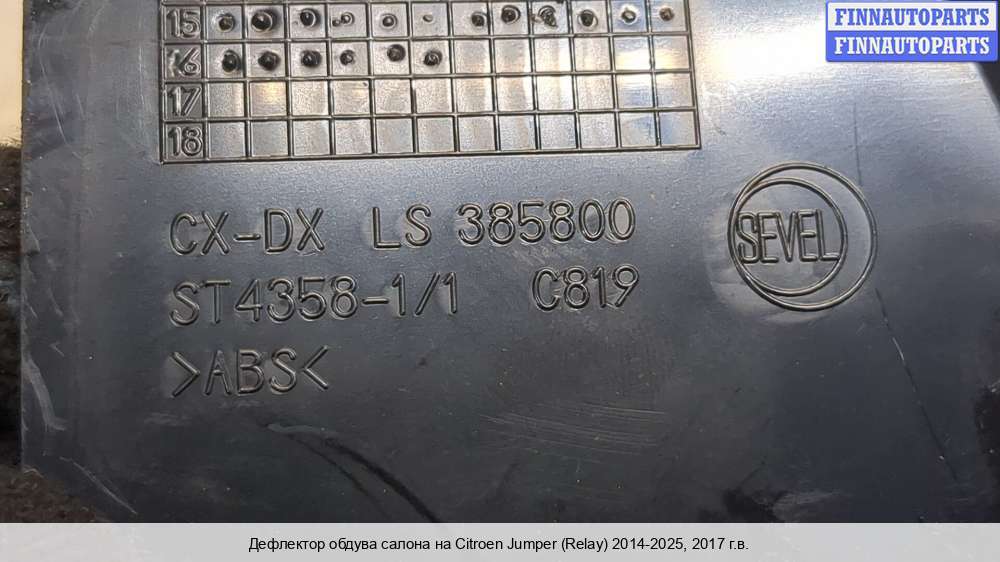 FINNAUTOPARTS
FINNAUTOPARTS
15
16
17
18
CX-DX LS 385800
ST4358-1/1 C819
>ABS<
SEVEL
Дефлектор обдува салона на Citroen Jumper (Relay) 2014-2025, 2017 г.в.